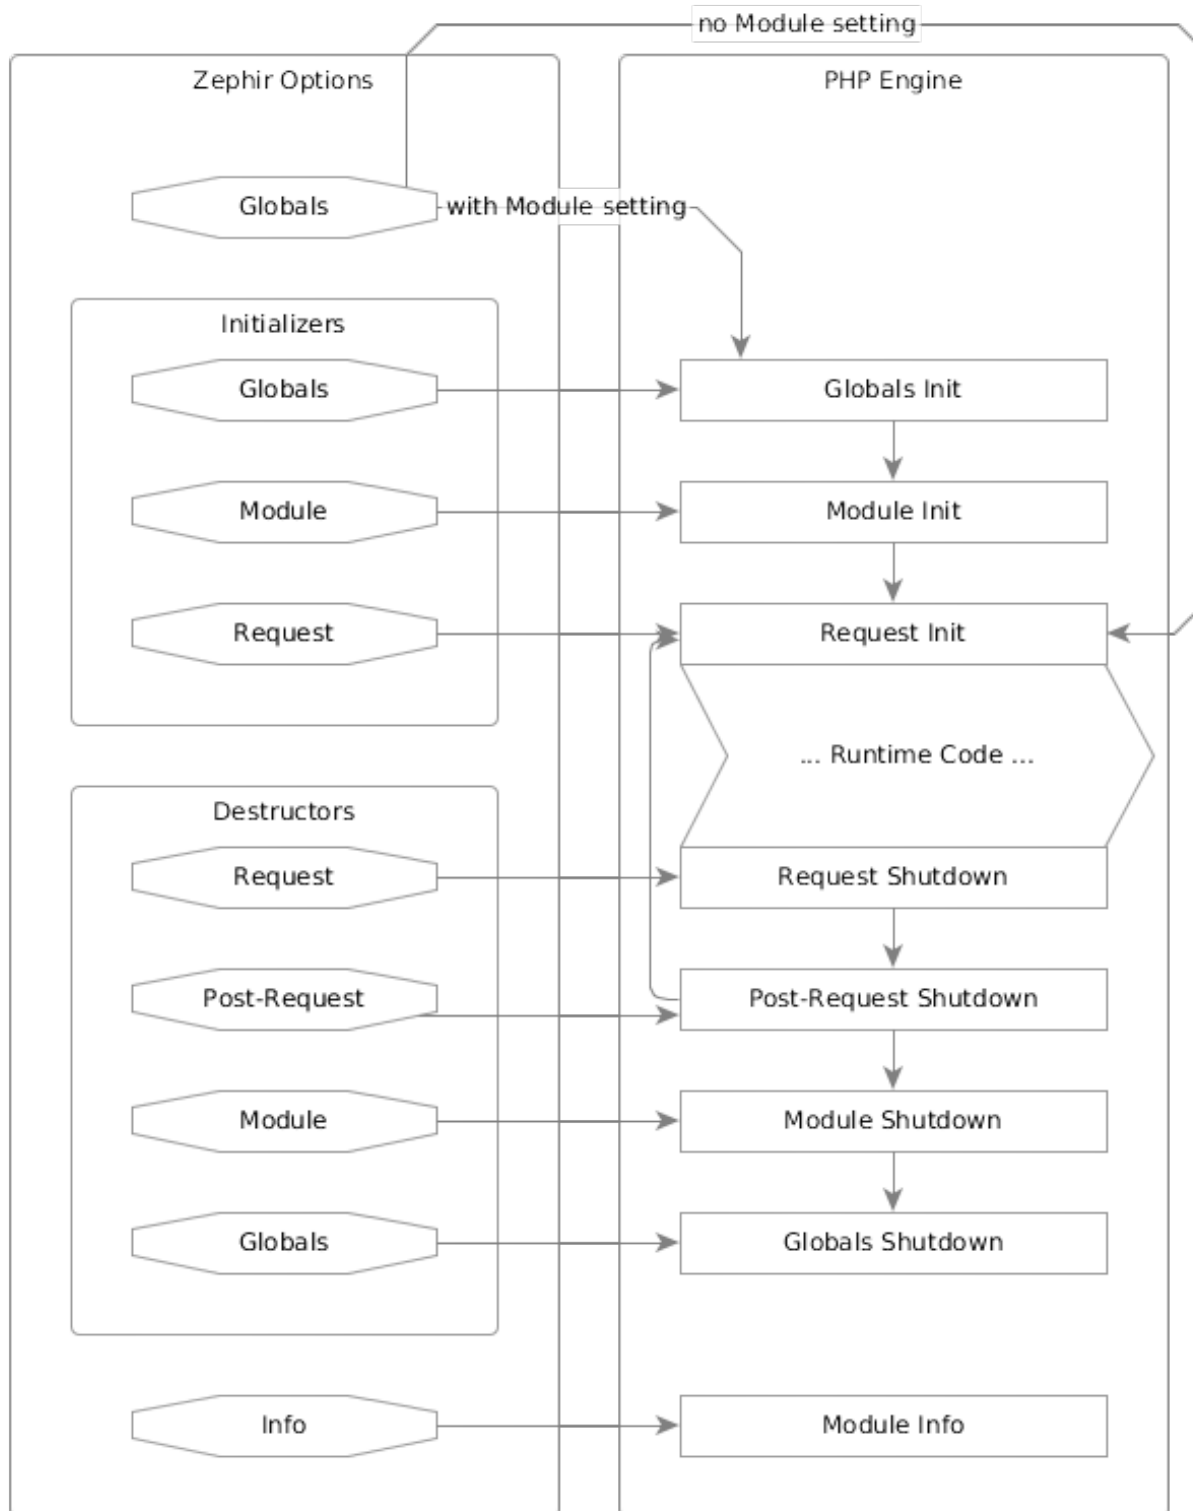 no Module setting
Zephir Options
PHP Engine
Globals
with Module setting
Initializers
Globals
Globals Init
Module
Module Init
Request
Request Init
... Runtime Code ...
Destructors
Request
Request Shutdown
Post-Request
Post-Request Shutdown
Module
Module Shutdown
Globals
Globals Shutdown
Info
Module Info